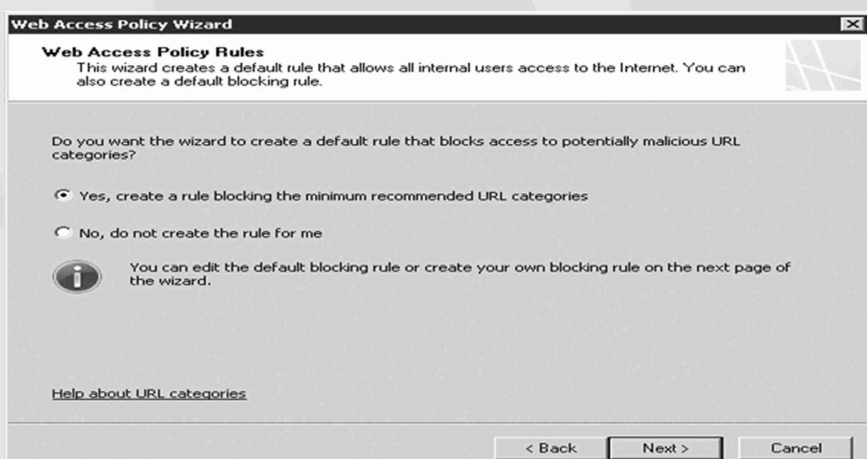 Web Access Policy Wizard
Web Access Policy Rules
This wizard creates a default rule that allows all internal users access to the Internet. You can
also create a default blocking rule.
Do you want the wizard to create a default rule that blocks access to potentially malicious URL
categories?
Yes, create a rule blocking the minimum recommended URL categories
No, do not create the rule for me
You can edit the default blocking rule or create your own blocking rule on the next page of
the wizard.
Help about URL categories
< Back Next > Cancel